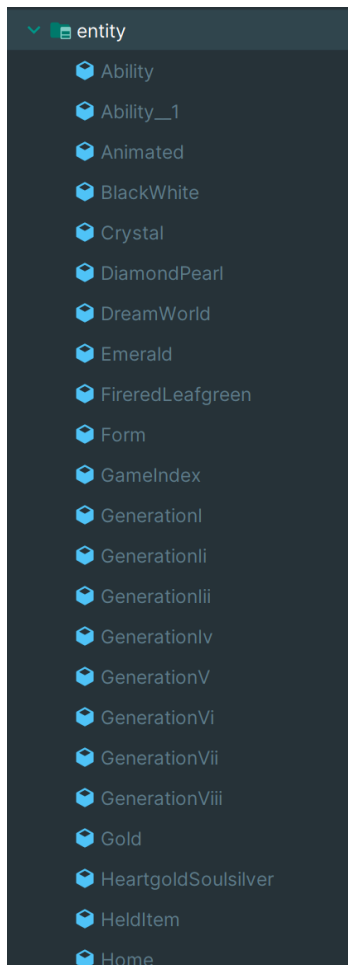 entity
Ability
Ability__1
Animated
BlackWhite
Crystal
DiamondPearl
DreamWorld
Emerald
FireredLeafgreen
Form
GameIndex
GenerationI
GenerationIi
GenerationIii
GenerationIv
GenerationV
GenerationVi
GenerationVii
GenerationViii
Gold
HeartgoldSoulsilver
HeldItem
Home